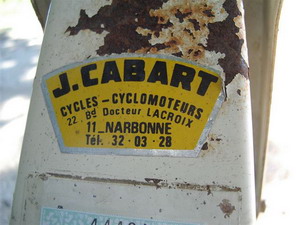 J. CABART
CYCLES - CYCLOMOTEURS
22, Bd Docteur LACROIX
11_NARBONNE
Tél. 32 · 03 · 28